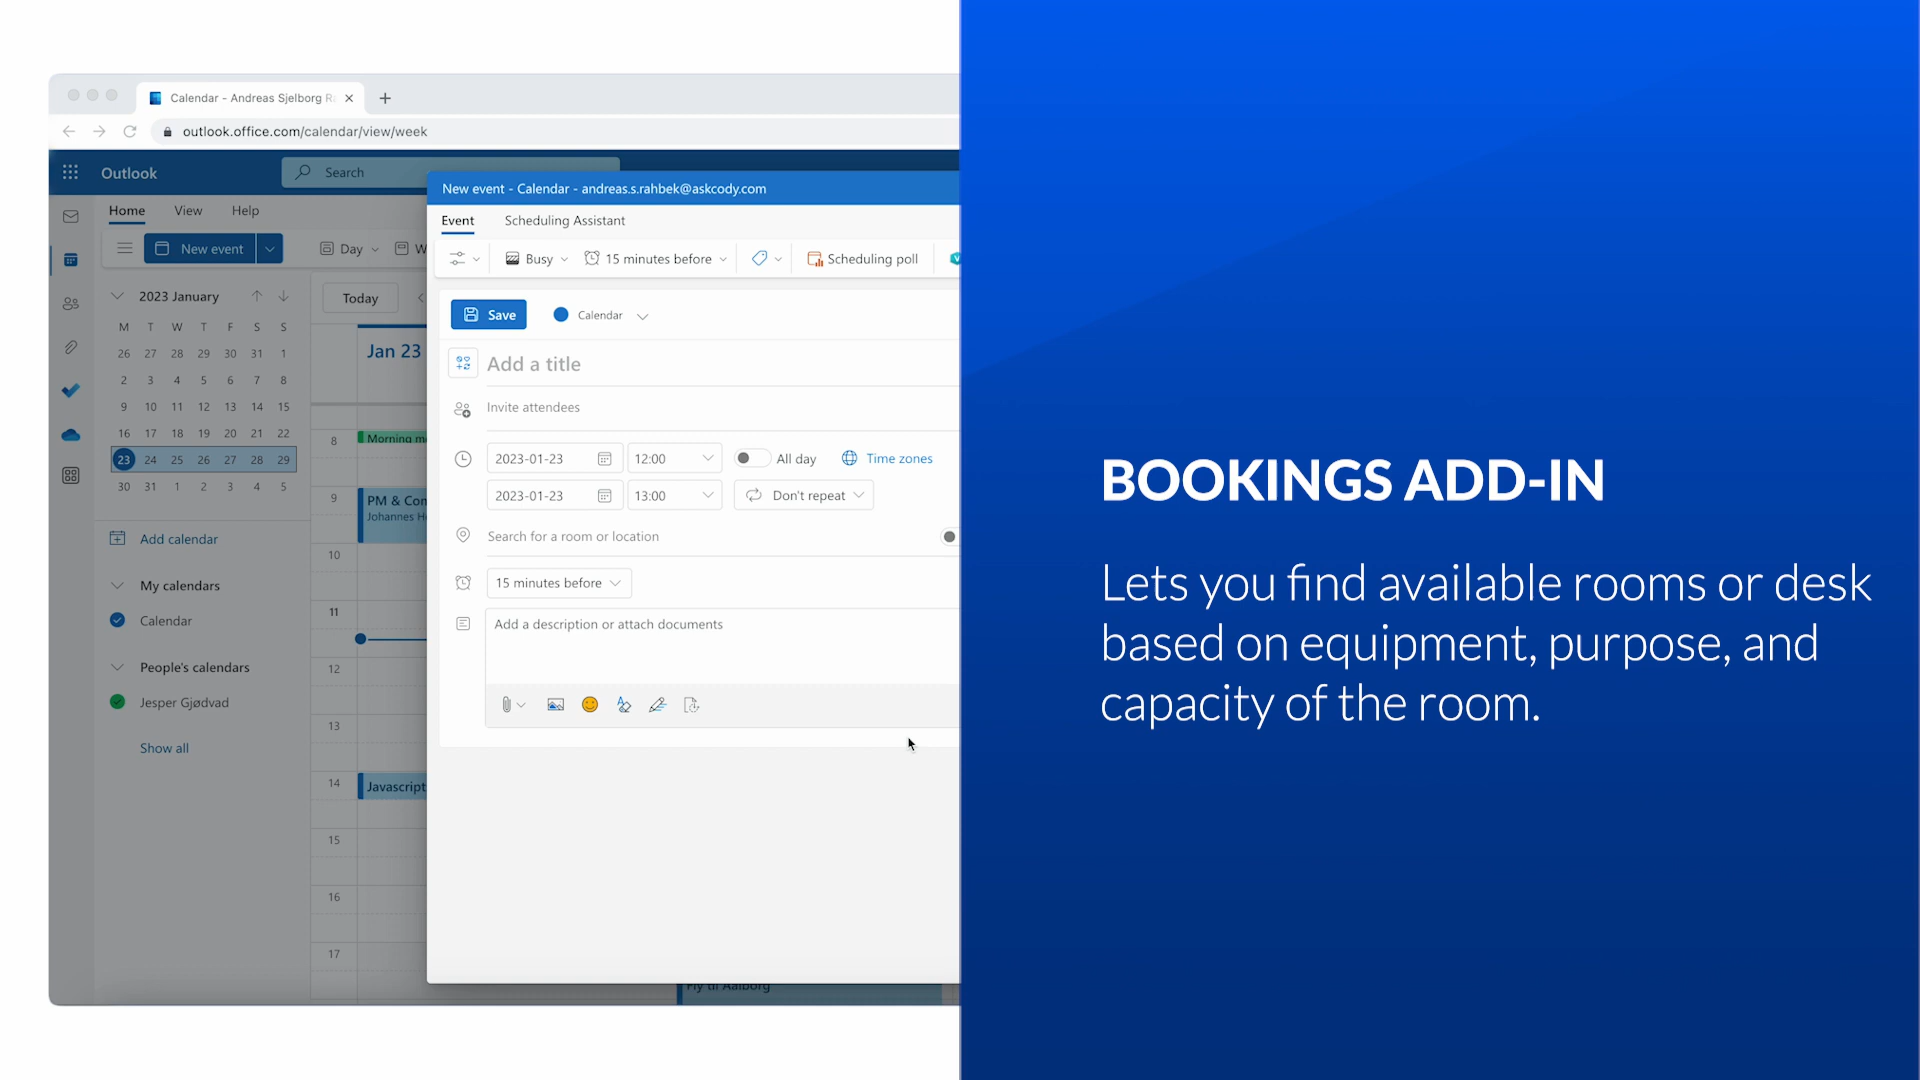 Calendar - Andreas Sjelborg R
outlook.office.com/calendar/view/week
Outlook
Search
Home View Help
New event
Day
W
2023 January
M T W T F S S
26 27 28 29 30 31 1
2 3 4 5 6 7 8
9 10 11 12 13 14 15
16 17 18 19 20 21 22
23 24 25 26 27 28 29
30 31 1 2 3 4 5
Add calendar
My calendars
Calendar
People's calendars
Jesper Gjødvad
Show all
Today
Jan 23
8
Morning m
9
PM & Con
Johannes H
10
11
12
13
14
Javascript
15
16
17
Fly til Aalborg
New event - Calendar - andreas.s.rahbek@askcody.com
Event Scheduling Assistant
Busy 15 minutes before Scheduling poll
Save Calendar
Add a title
Invite attendees
2023-01-23 12:00 All day Time zones
2023-01-23 13:00 Don't repeat
Search for a room or location
15 minutes before
Add a description or attach documents
BOOKINGS ADD-IN
Lets you find available rooms or desk
based on equipment, purpose, and
capacity of the room.